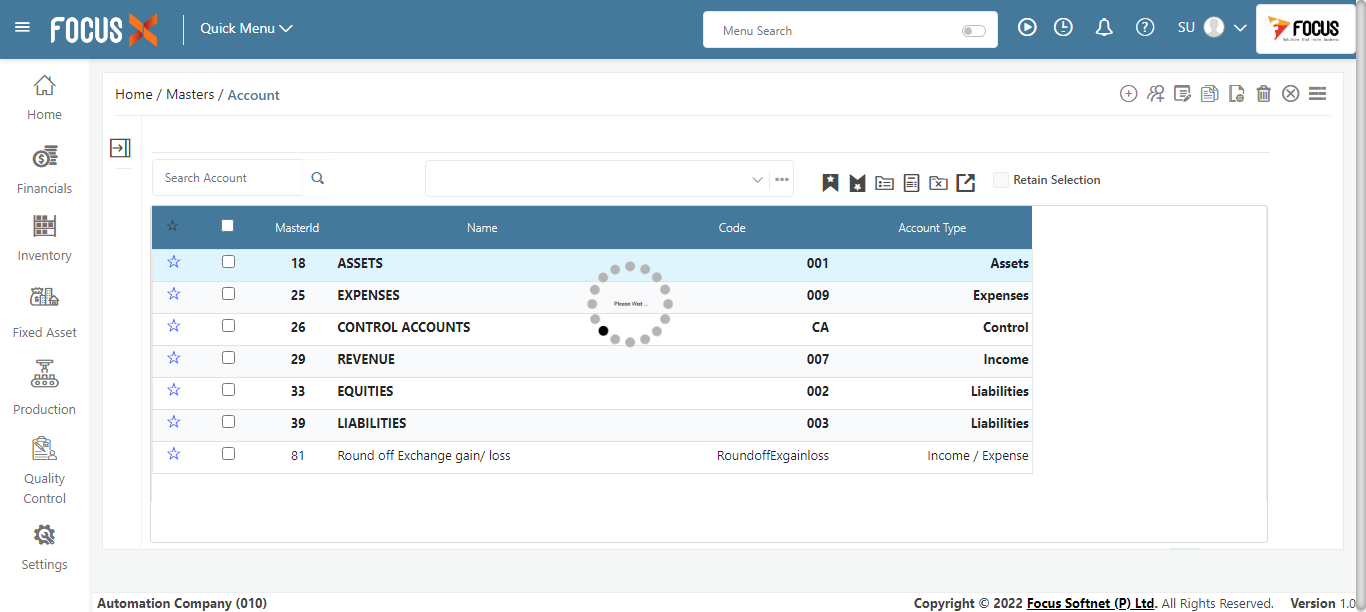 FOCUS X
Quick Menu
Menu Search
SU
FOCUS
Home
Financials
Inventory
Fixed Asset
Production
Quality
Control
Settings
Home / Masters / Account
Search Account
Retain Selection
MasterId Name Code Account Type
18 ASSETS 001 Assets
25 EXPENSES 009 Expenses
26 CONTROL ACCOUNTS CA Control
29 REVENUE 007 Income
33 EQUITIES 002 Liabilities
39 LIABILITIES 003 Liabilities
81 Round off Exchange gain/ loss RoundoffExgainloss Income / Expense
Please Wait ...
Automation Company (010)
Copyright © 2022 Focus Softnet (P) Ltd. All Rights Reserved. Version 1.0